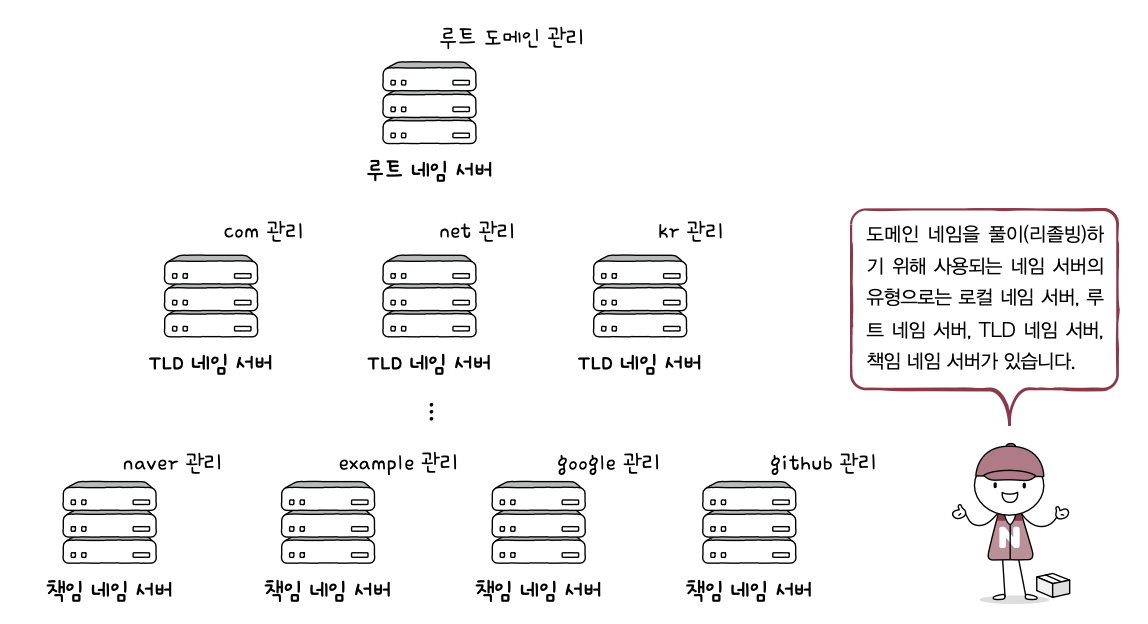 루트 도메인 관리
루트 네임 서버
com 관리
net 관리
kr 관리
TLD 네임 서버
TLD 네임 서버
TLD 네임 서버
⋮
naver 관리
example 관리
google 관리
github 관리
책임 네임 서버
책임 네임 서버
책임 네임 서버
책임 네임 서버
도메인 네임을 풀이(리졸빙)하
기 위해 사용되는 네임 서버의
유형으로는 로컬 네임 서버, 루
트 네임 서버, TLD 네임 서버,
책임 네임 서버가 있습니다.
N